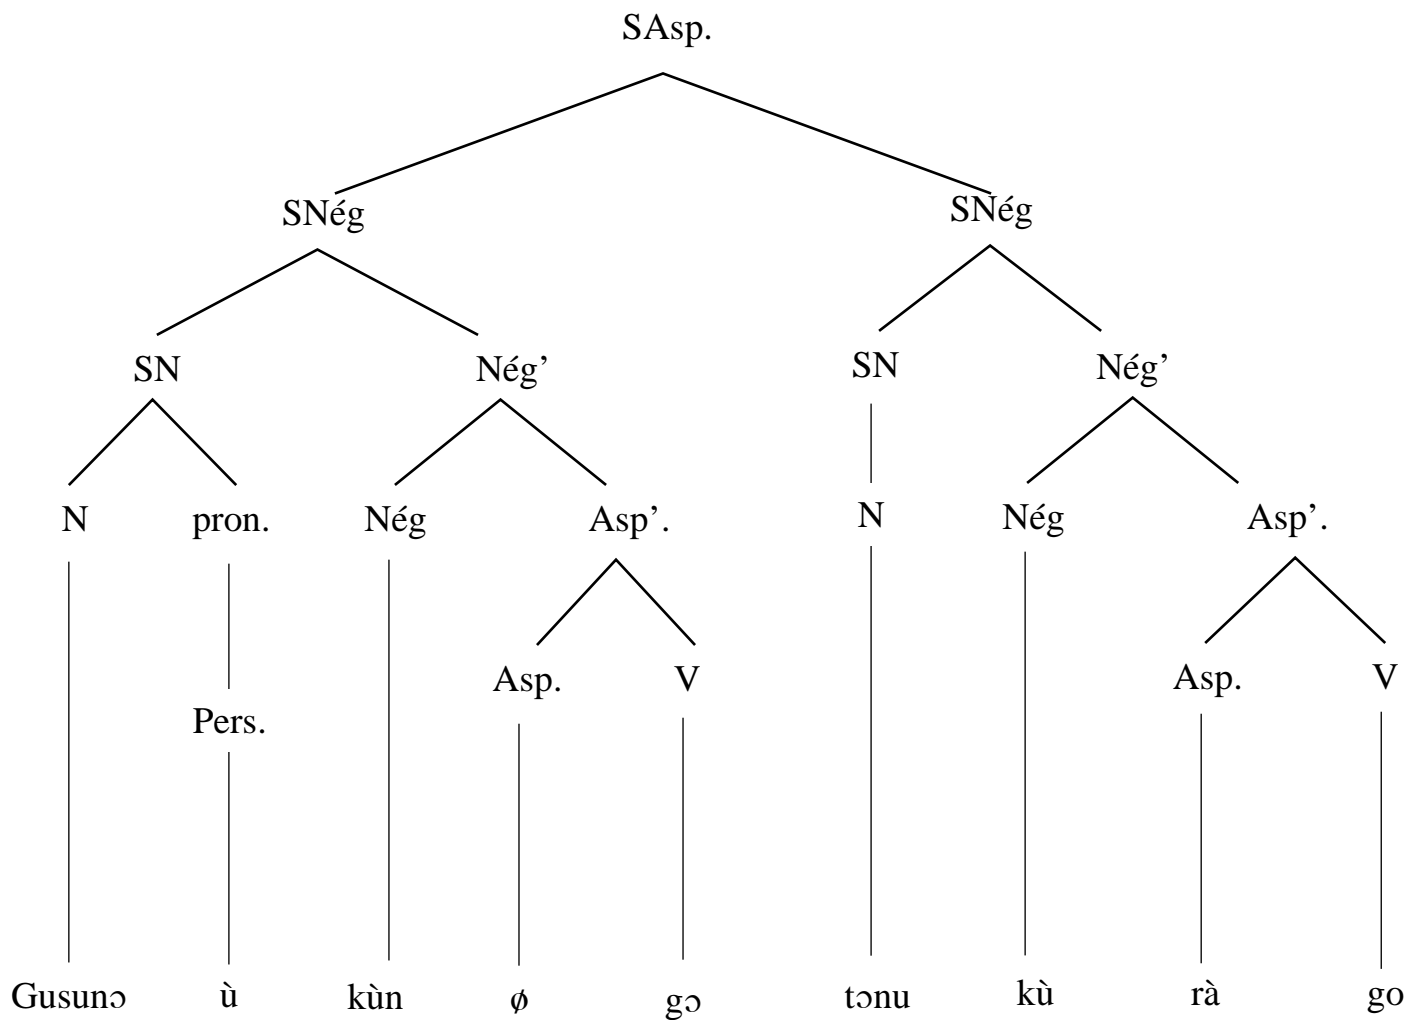 SAsp.
SNég SNég
SN Nég’ SN Nég’
N pron. Nég Asp’. N Nég Asp’.
Asp. V Asp. V
Pers.
Gusunɔ ù kùn ø gɔ tɔnu kù rà go